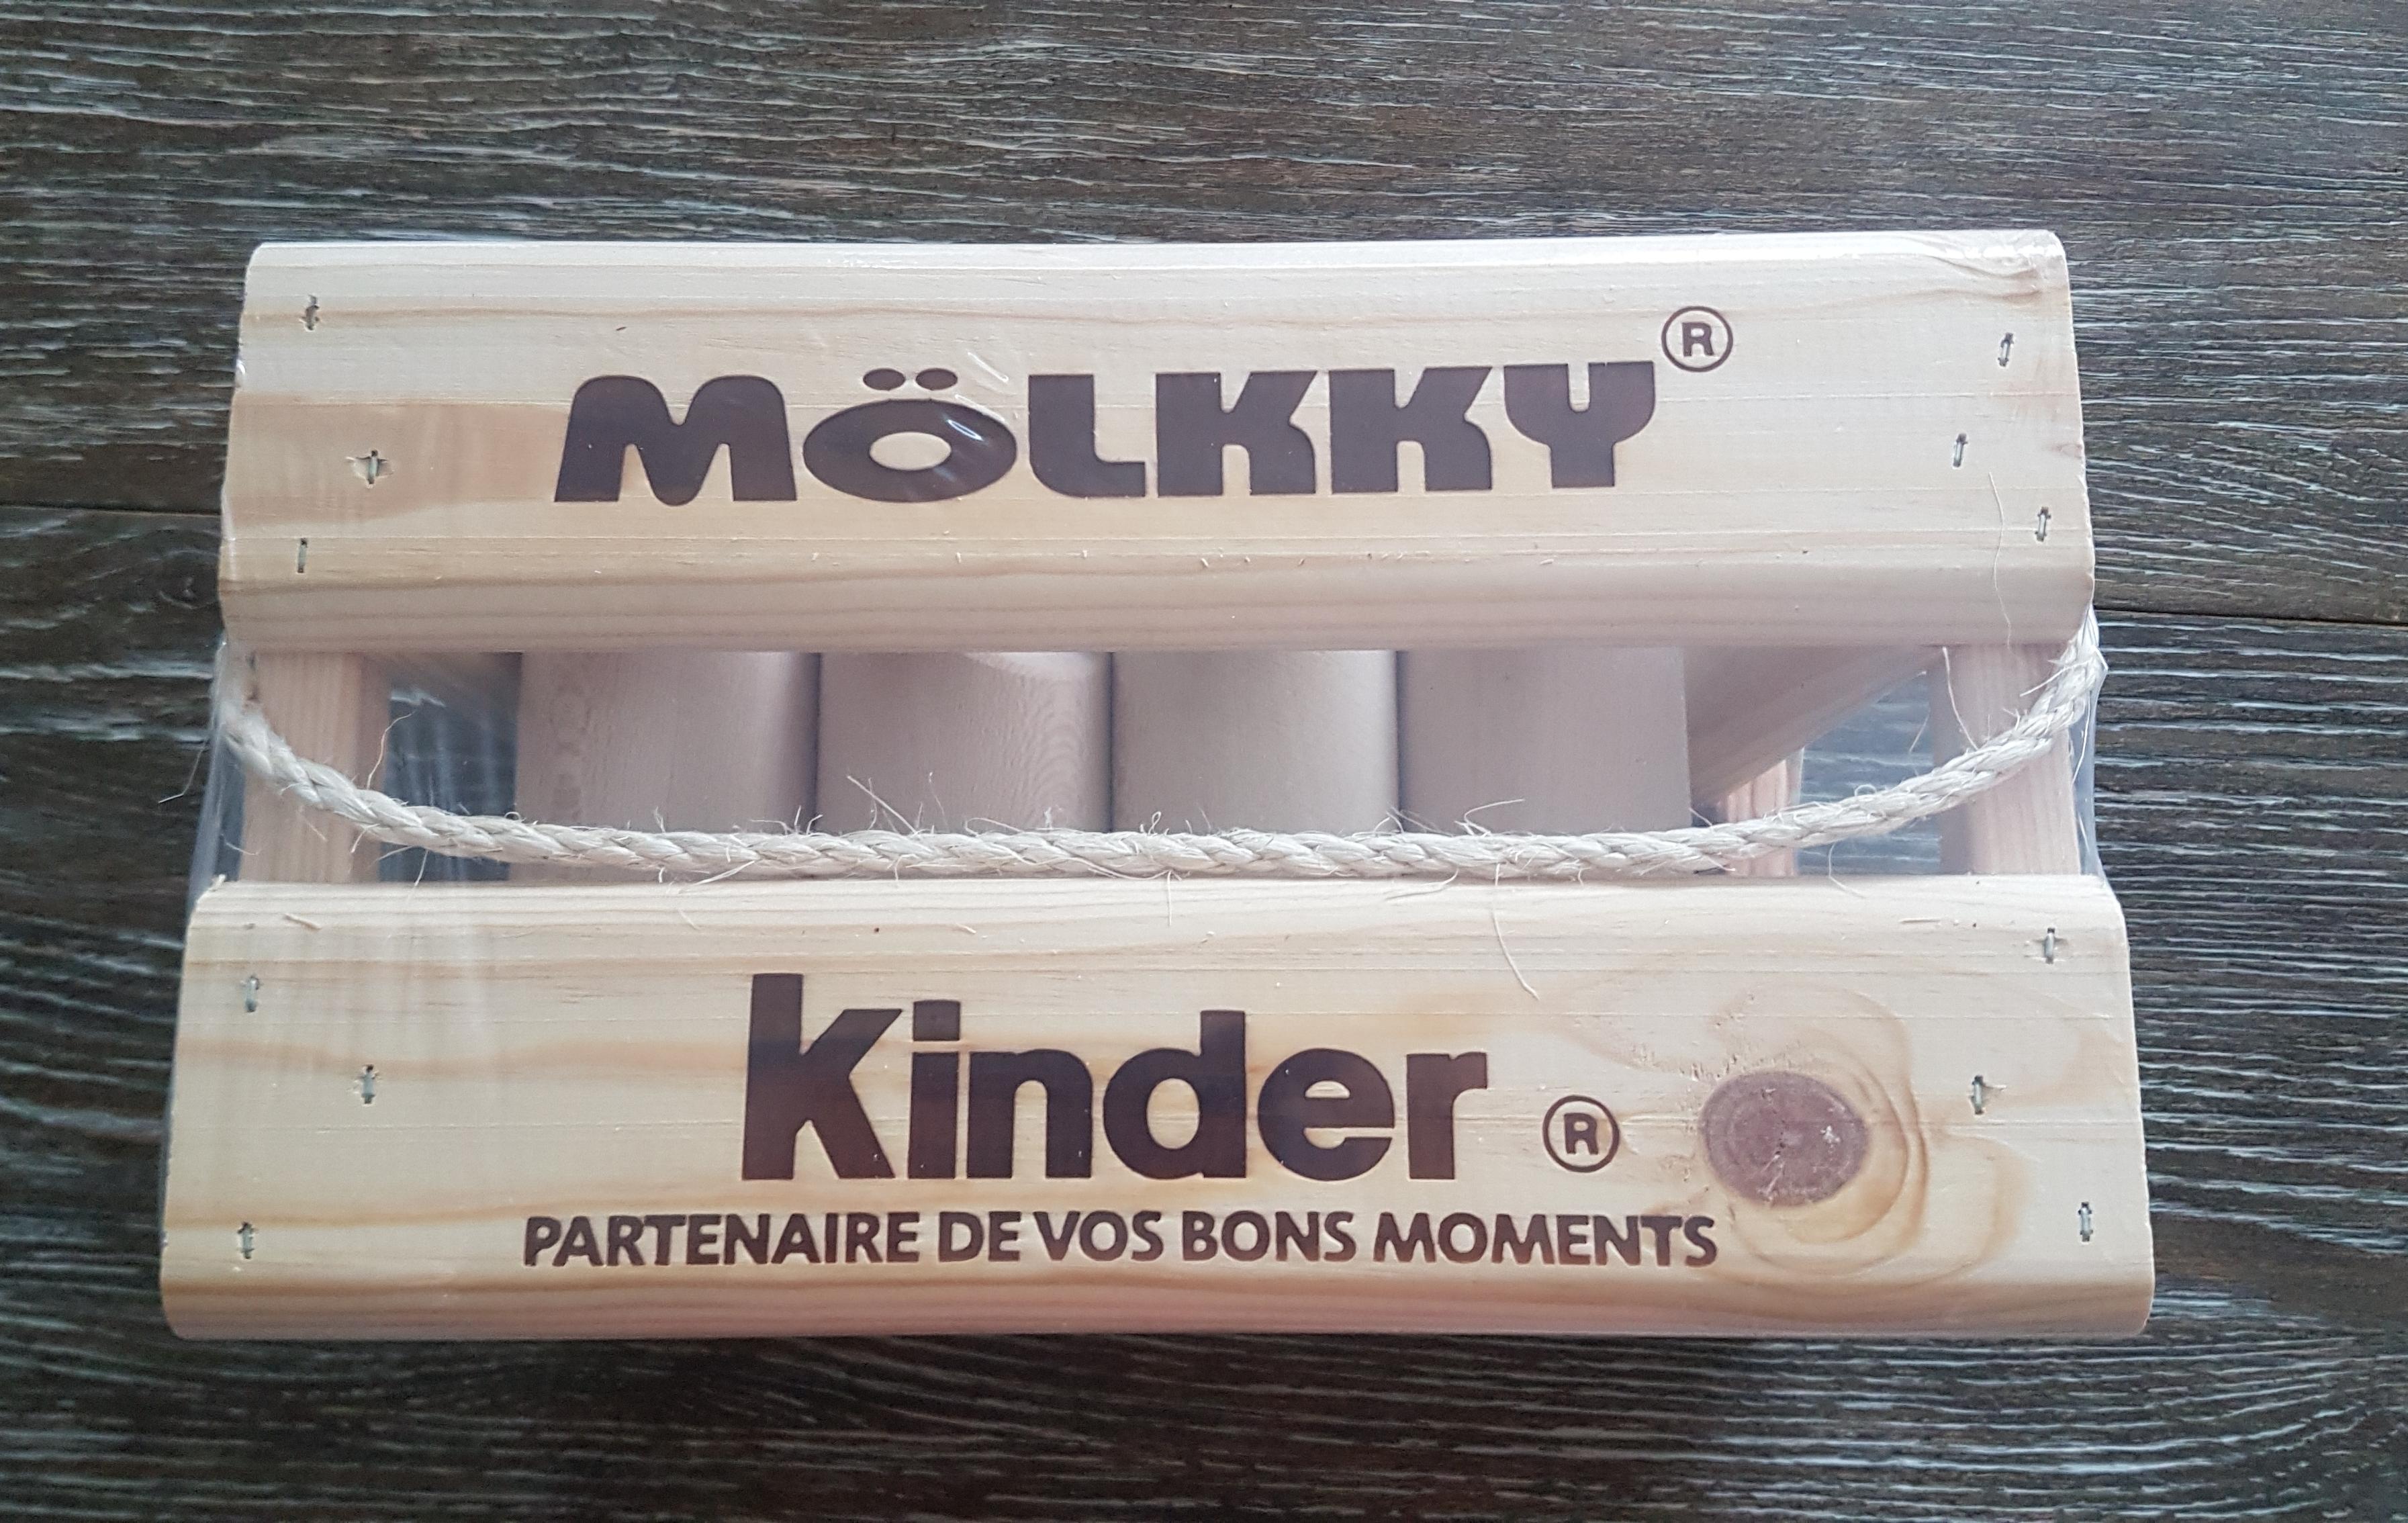 MÖLKKY®
Kinder®
PARTENAIRE DE VOS BONS MOMENTS